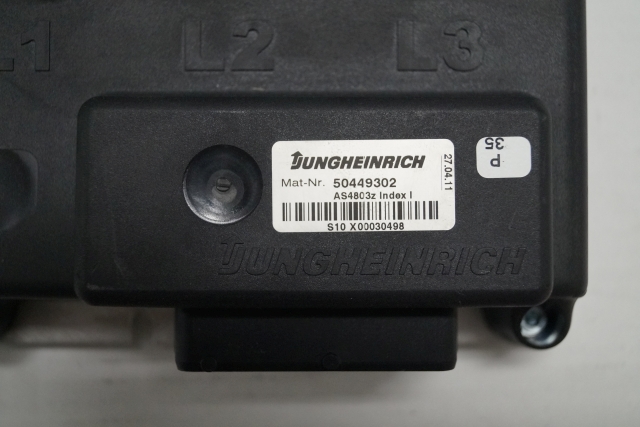 L1 L2 L3
JUNGHEINRICH
Mat-Nr. 50449302
AS4803z Index I
S10 X00030498
27.04.11
P
35
JUNGHEINRICH